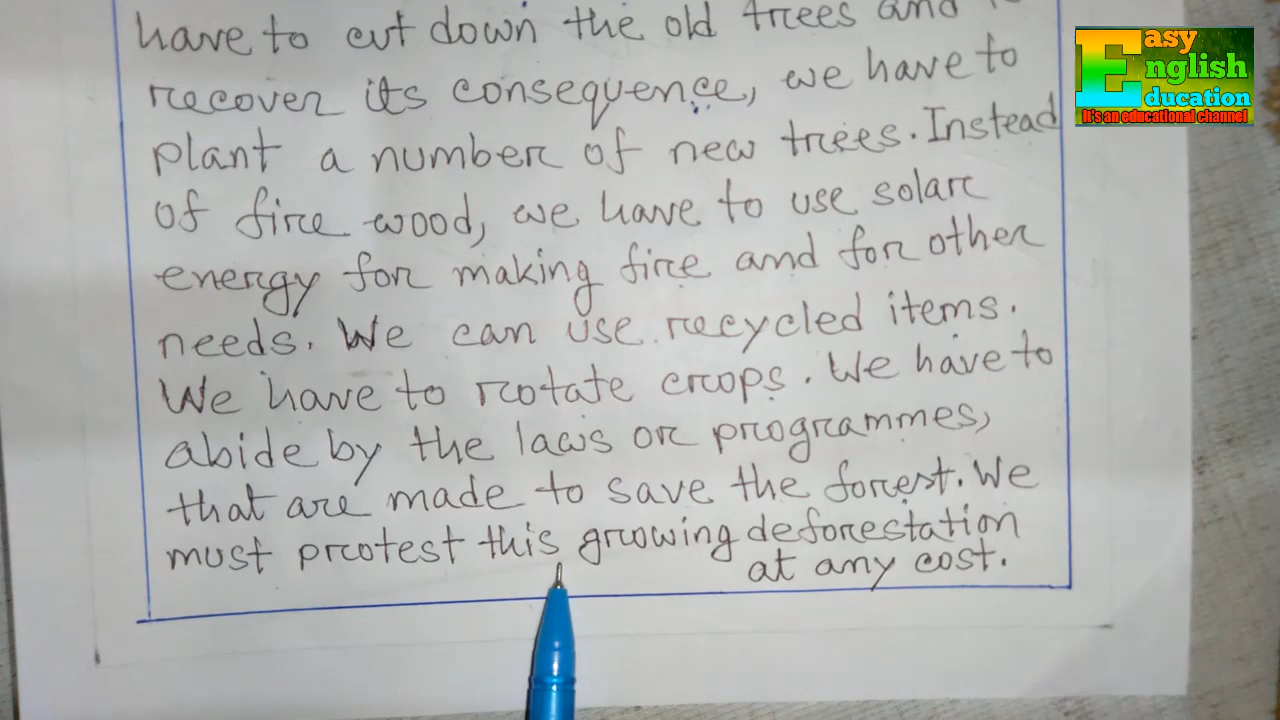 have to cut down the old trees and
recover its consequence, we have to
plant a number of new trees. Instead
of fire wood, we have to use solar
energy for making fire and for other
needs. We can use recycled items.
We have to rotate crops. We have to
abide by the laws or programmes,
that are made to save the forest. We
must protest this growing deforestation
at any cost.
Easy
English
Education
It's an educational channel